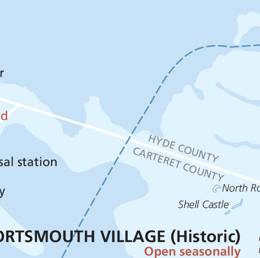 HYDE COUNTY
CARTERET COUNTY
sal station
North Ro
Shell Castle
ORTSMOUTH VILLAGE (Historic)
Open seasonally